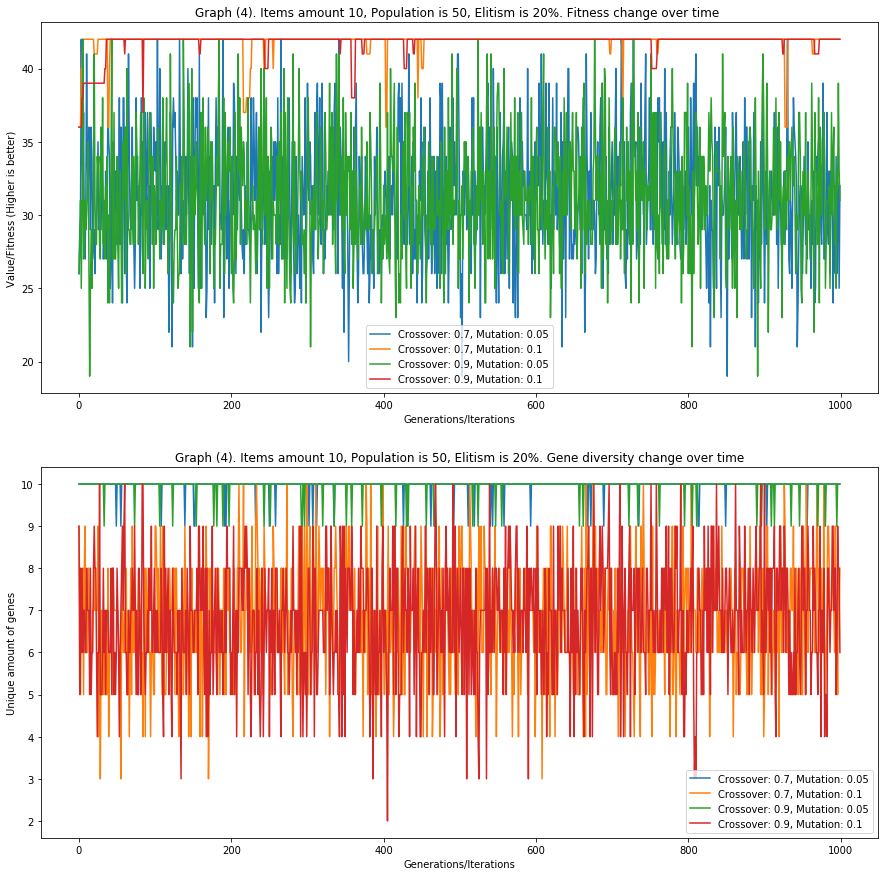 Graph (4). Items amount 10, Population is 50, Elitism is 20%. Fitness change over time
Value/Fitness (Higher is better)
40
35
30
25
20
Crossover: 0.7, Mutation: 0.05
Crossover: 0.7, Mutation: 0.1
Crossover: 0.9, Mutation: 0.05
Crossover: 0.9, Mutation: 0.1
0 200 400 600 800 1000
Generations/Iterations
Graph (4). Items amount 10, Population is 50, Elitism is 20%. Gene diversity change over time
Unique amount of genes
10
9
8
7
6
5
4
3
2
Crossover: 0.7, Mutation: 0.05
Crossover: 0.7, Mutation: 0.1
Crossover: 0.9, Mutation: 0.05
Crossover: 0.9, Mutation: 0.1
0 200 400 600 800 1000
Generations/Iterations